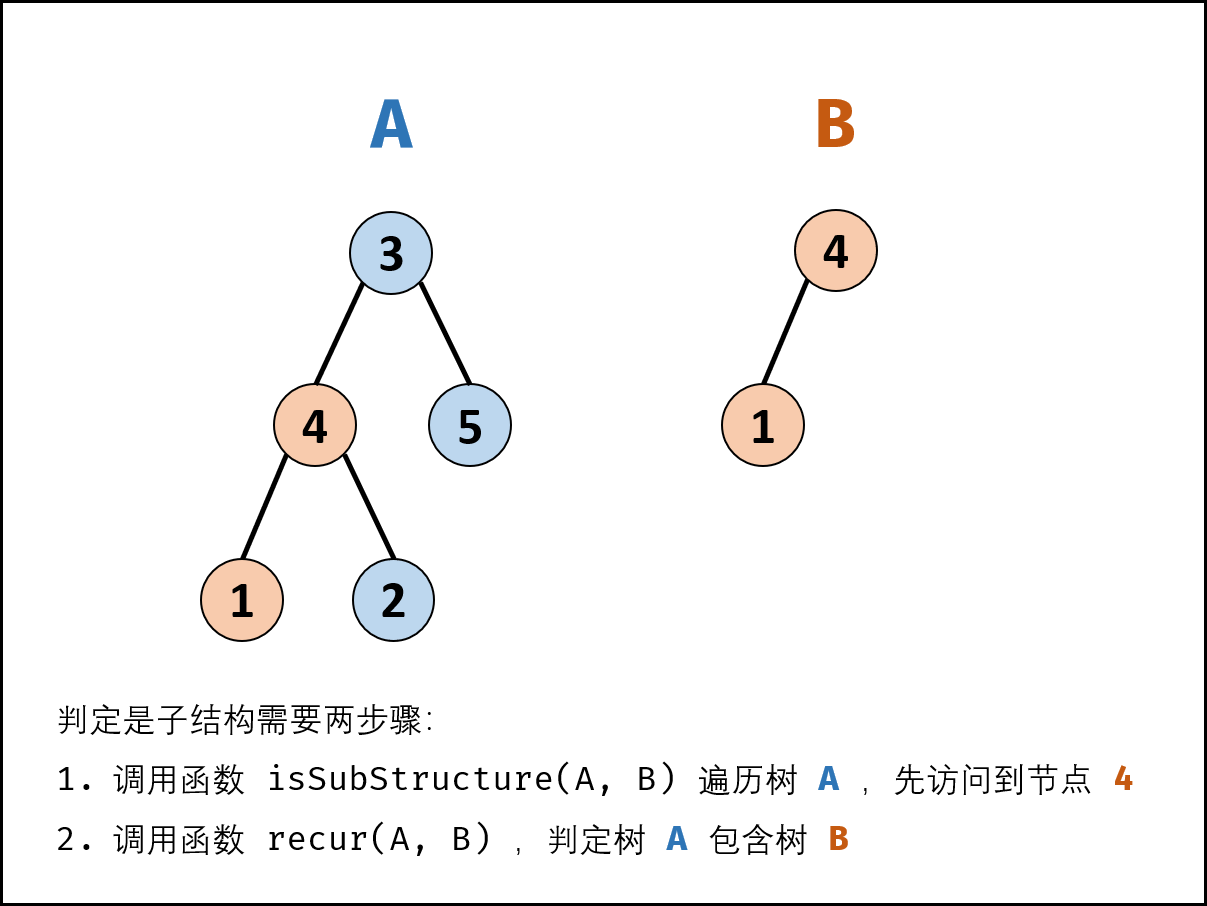 A B
3 4
4 5 1
1 2
判定是子结构需要两步骤：
1. 调用函数 isSubStructure(A, B) 遍历树 A ，先访问到节点 4
2. 调用函数 recur(A, B) ，判定树 A 包含树 B